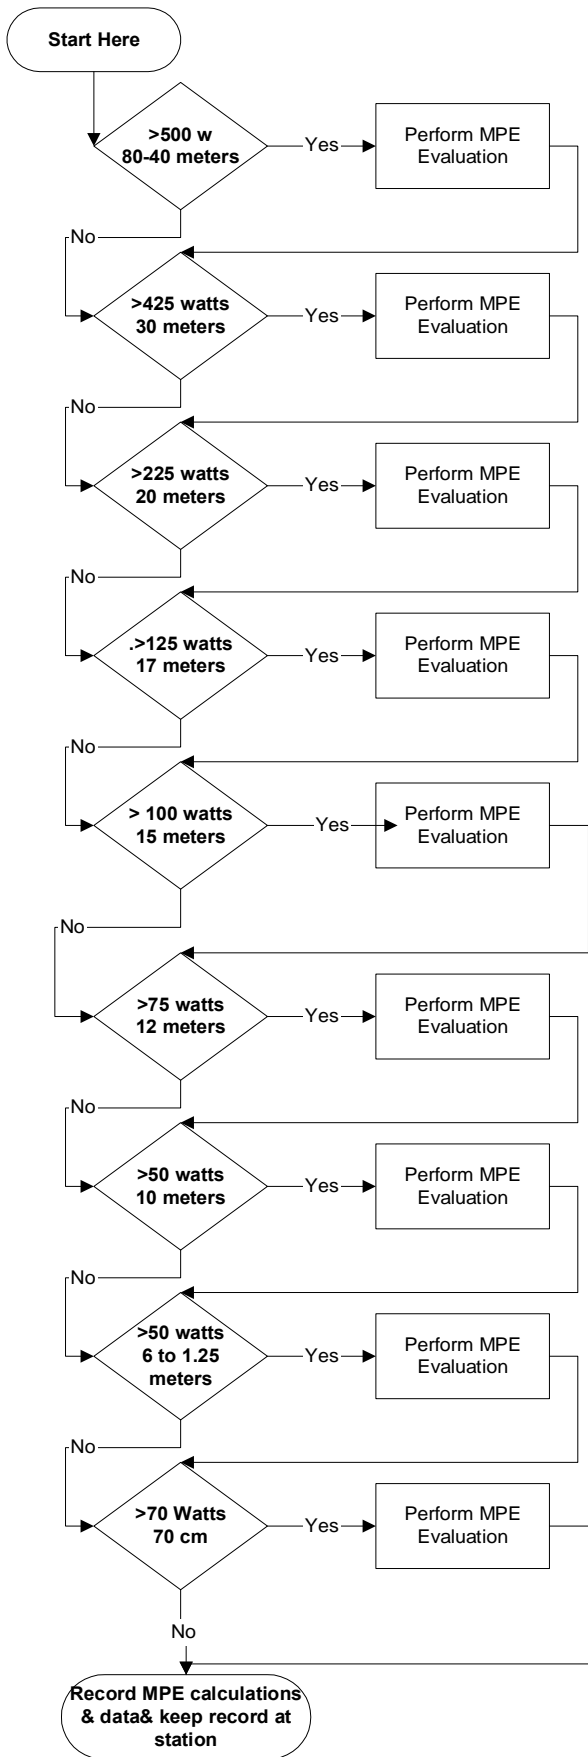 Start Here
>500 w
80-40 meters
Yes
Perform MPE
Evaluation
No
>425 watts
30 meters
Yes
Perform MPE
Evaluation
No
>225 watts
20 meters
Yes
Perform MPE
Evaluation
No
.>125 watts
17 meters
Yes
Perform MPE
Evaluation
No
> 100 watts
15 meters
Yes
Perform MPE
Evaluation
No
>75 watts
12 meters
Yes
Perform MPE
Evaluation
No
>50 watts
10 meters
Yes
Perform MPE
Evaluation
No
>50 watts
6 to 1.25
meters
Yes
Perform MPE
Evaluation
No
>70 Watts
70 cm
Yes
Perform MPE
Evaluation
No
Record MPE calculations
& data& keep record at
station